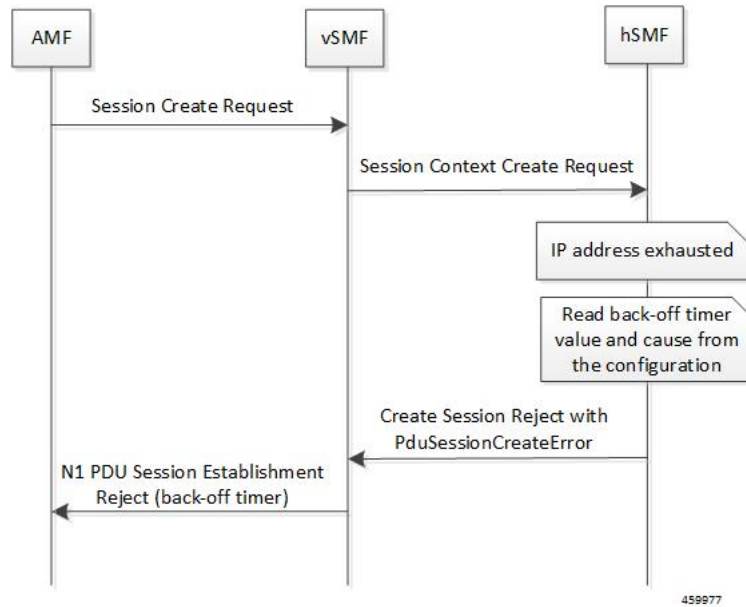 AMF
vSMF
hSMF
Session Create Request
Session Context Create Request
IP address exhausted
Read back-off timer
value and cause from
the configuration
Create Session Reject with
PduSessionCreateError
N1 PDU Session Establishment
Reject (back-off timer)
459977